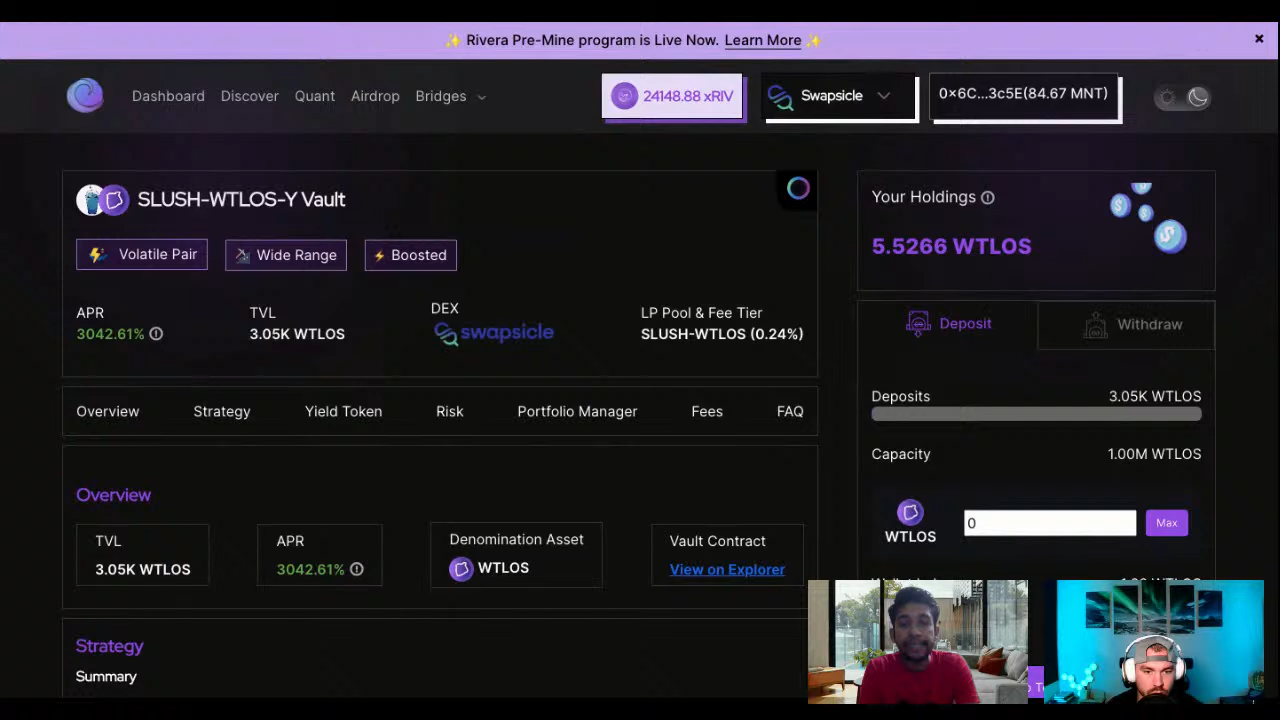 ✨ Rivera Pre-Mine program is Live Now. Learn More ✨ ×
Dashboard Discover Quant Airdrop Bridges 24148.88 xRIV Swapsicle 0×6C...3c5E(84.67 MNT)
SLUSH-WTLOS-Y Vault
Volatile Pair Wide Range Boosted
APR TVL DEX LP Pool & Fee Tier
3042.61% 3.05K WTLOS swapsicle SLUSH-WTLOS (0.24%)
Overview Strategy Yield Token Risk Portfolio Manager Fees FAQ
Overview
TVL APR Denomination Asset Vault Contract
3.05K WTLOS 3042.61% WTLOS View on Explorer
Strategy
Summary
Your Holdings
5.5266 WTLOS
Deposit Withdraw
Deposits 3.05K WTLOS
Capacity 1.00M WTLOS
WTLOS 0 Max